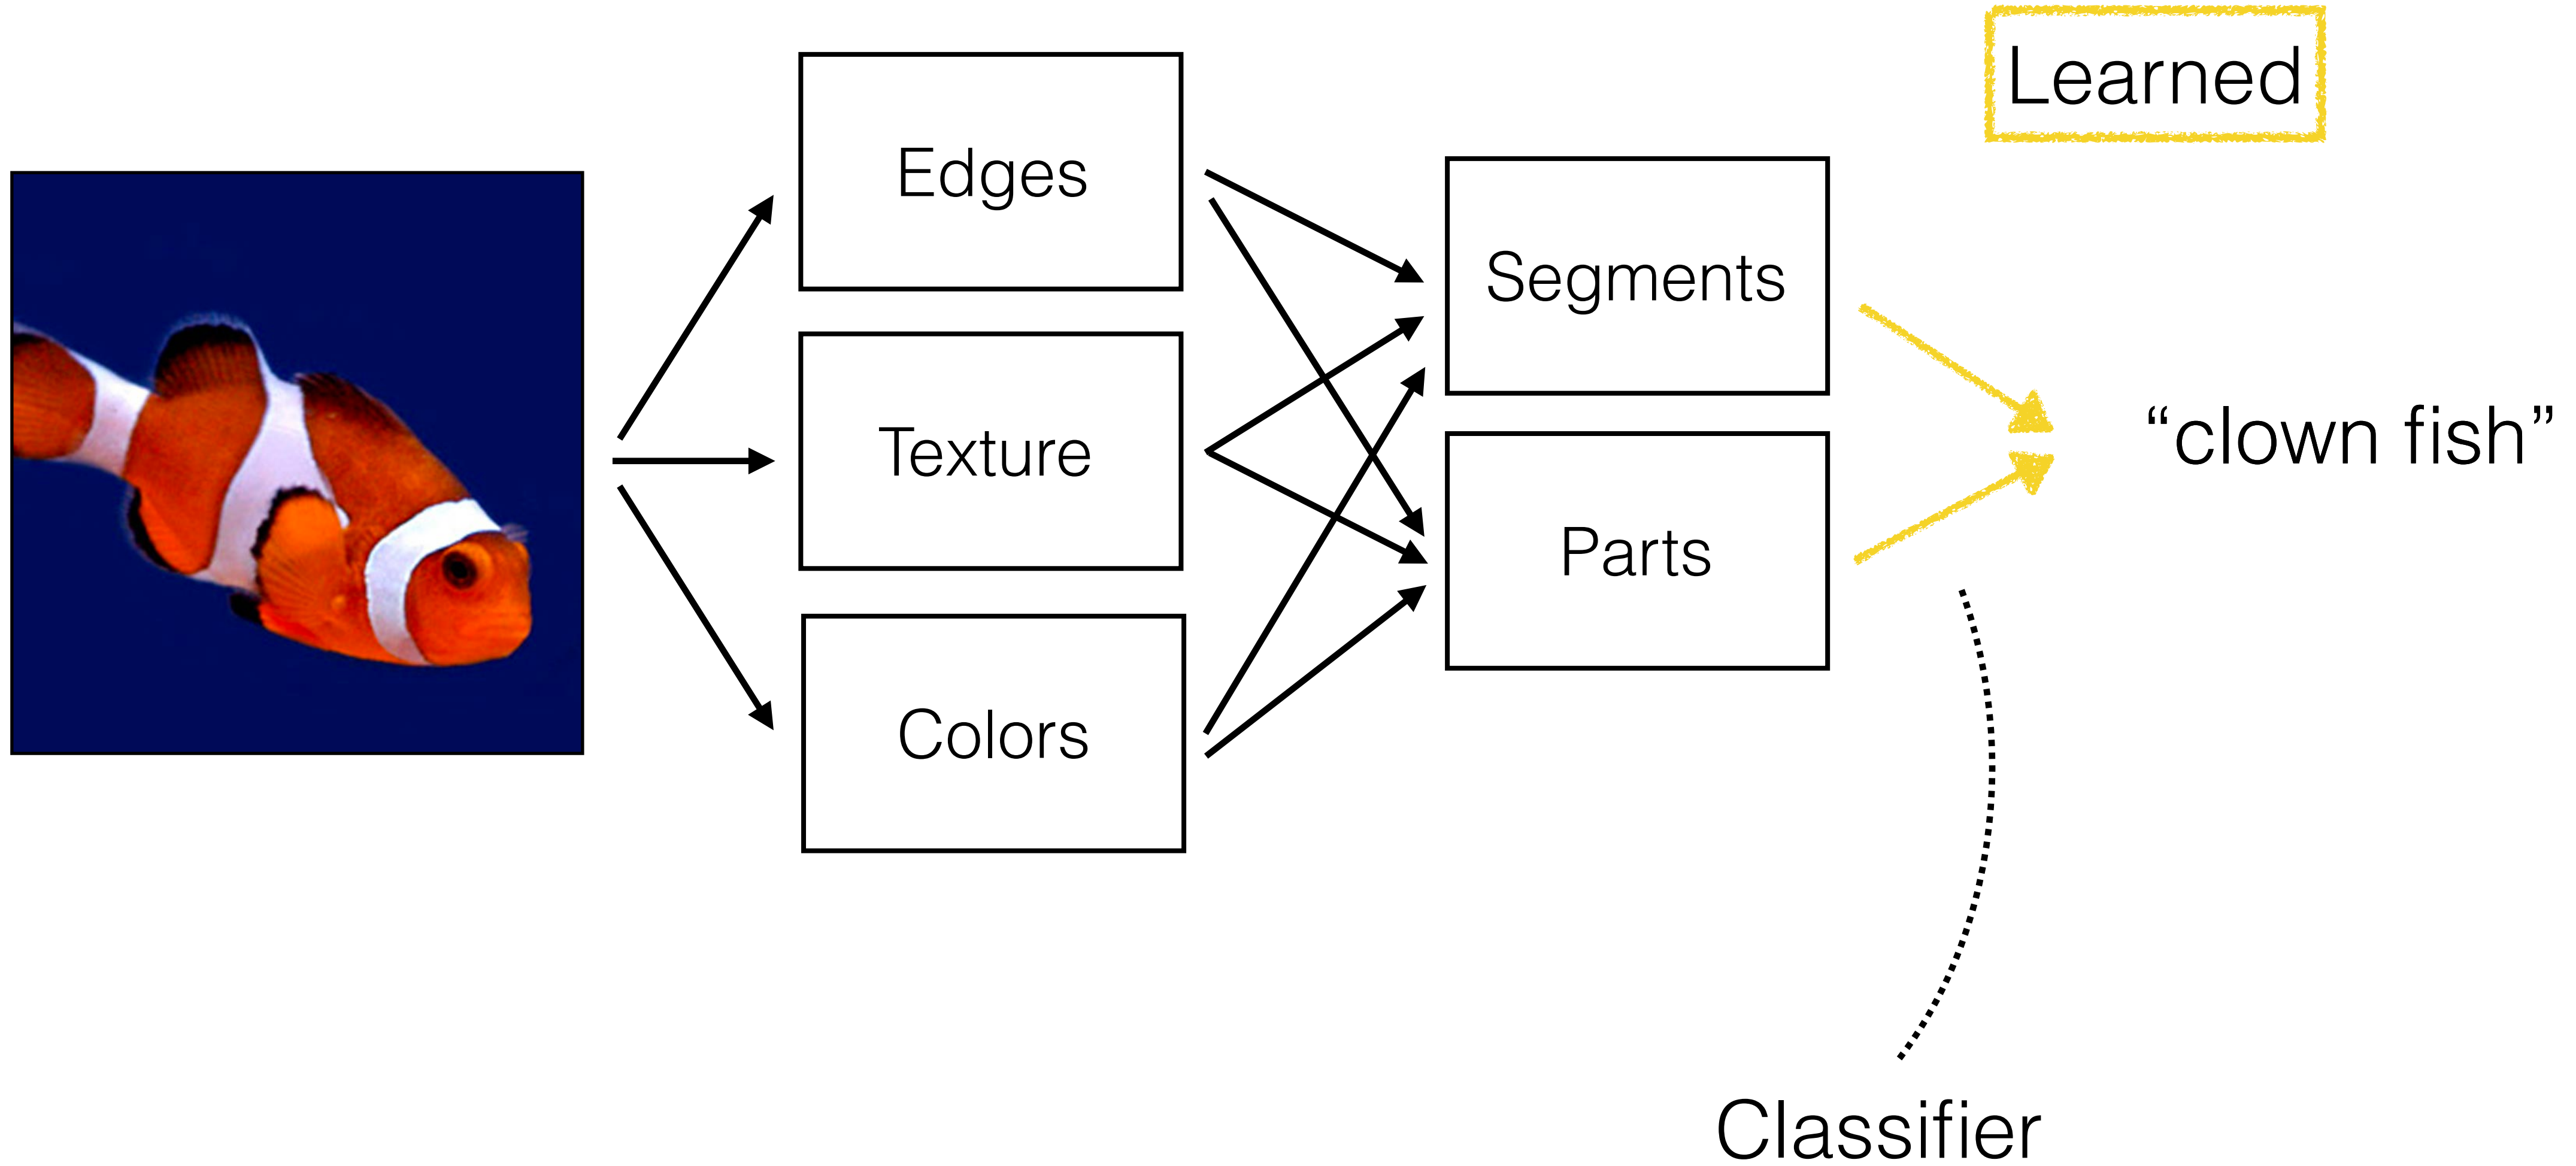 Learned
Edges
Texture
Colors
Segments
Parts
“clown fish”
Classifier